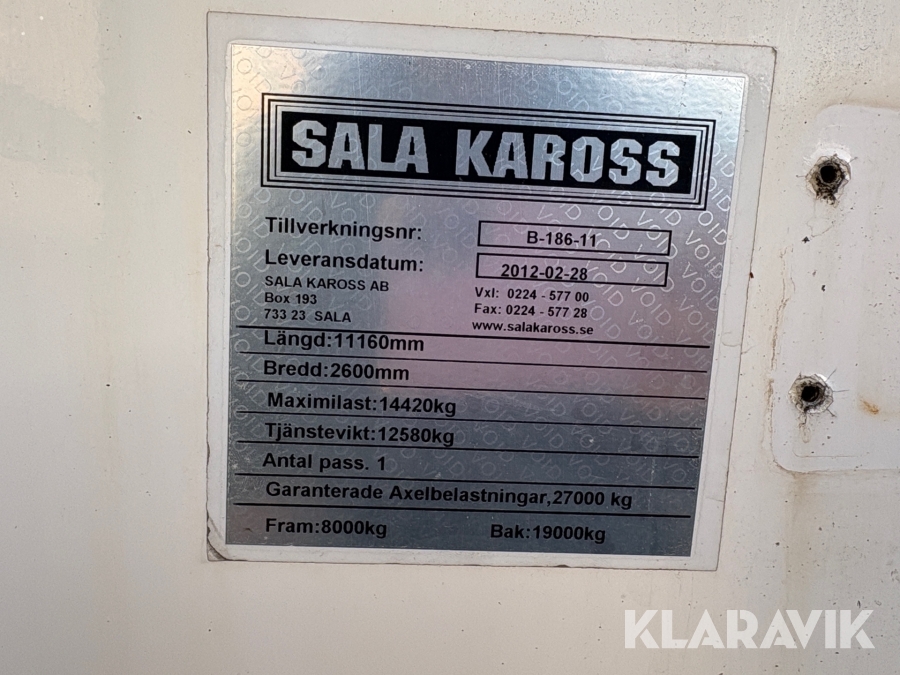 SALA KAROSS
Tillverkningsnr: B-186-11
Leveransdatum: 2012-02-28
SALA KAROSS AB
Box 193
733 23 SALA
Vxl: 0224 - 577 00
Fax: 0224 - 577 28
www.salakaross.se
Längd:11160mm
Bredd:2600mm
Maximilast:14420kg
Tjänstevikt:12580kg
Antal pass. 1
Garanterade Axelbelastningar,27000 kg
Fram:8000kg Bak:19000kg
KLARAVIK